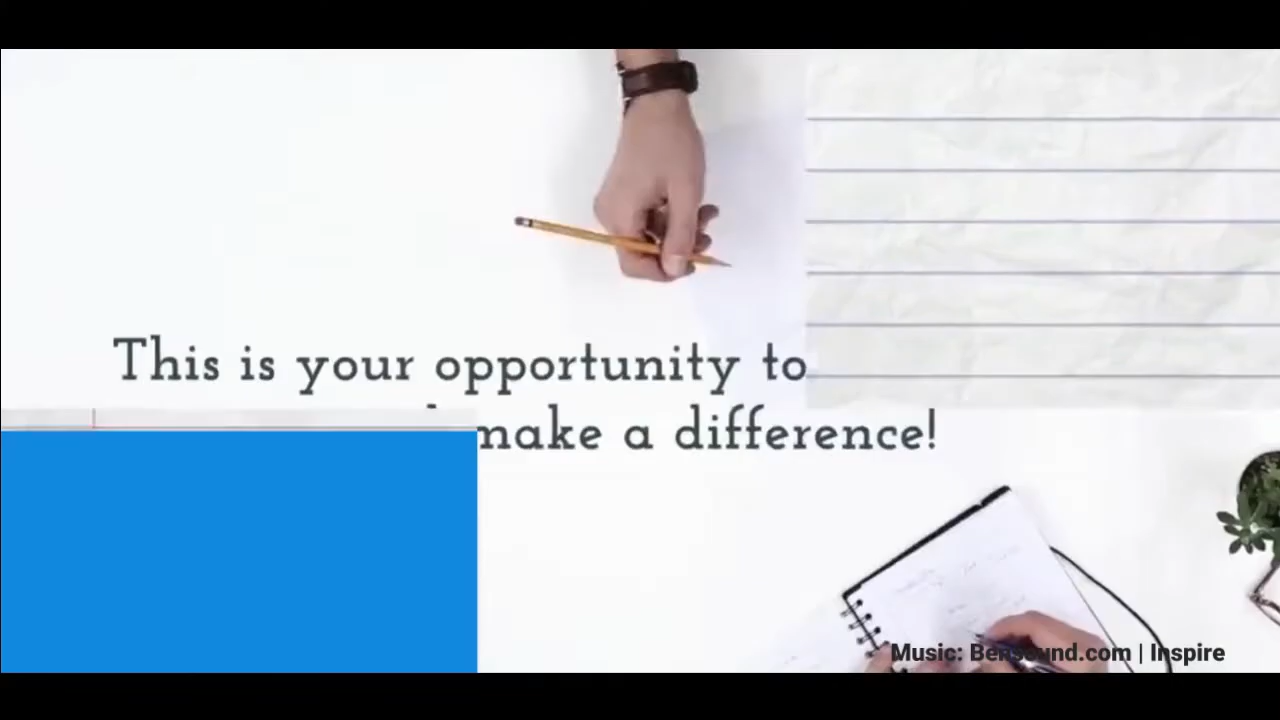 This is your opportunity to
make a difference!
Music: Bensound.com | Inspire